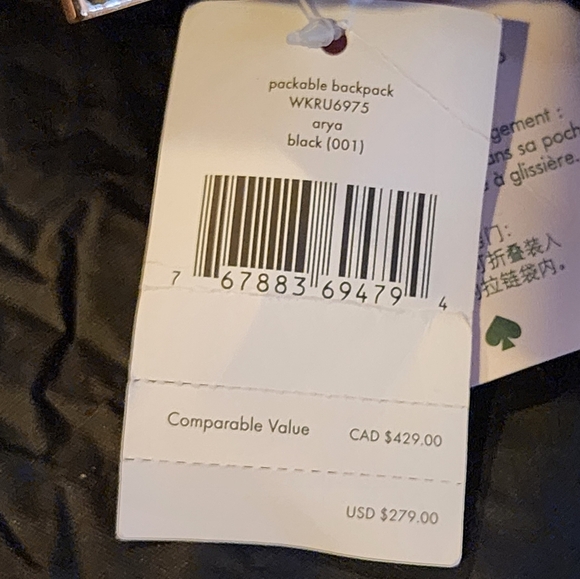 packable backpack
WKRU6975
arya
black (001)
7 67883 69479 4
Comparable Value CAD $429.00
USD $279.00
gement :
ans sa poch
à glissière.
门:
折叠装入
拉链袋内。